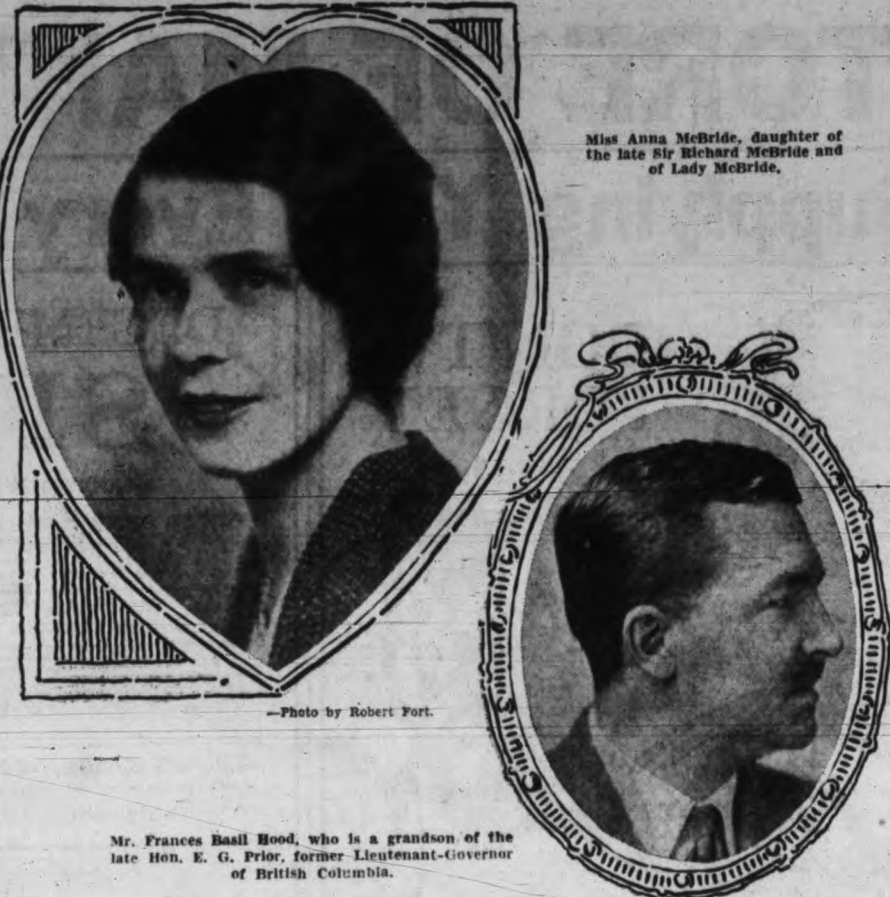 Miss Anna McBride, daughter of
the late Sir Richard McBride and
of Lady McBride.
—Photo by Robert Fort.
Mr. Frances Basil Hood, who is a grandson of the
late Hon. E. G. Prior, former Lieutenant-Governor
of British Columbia.